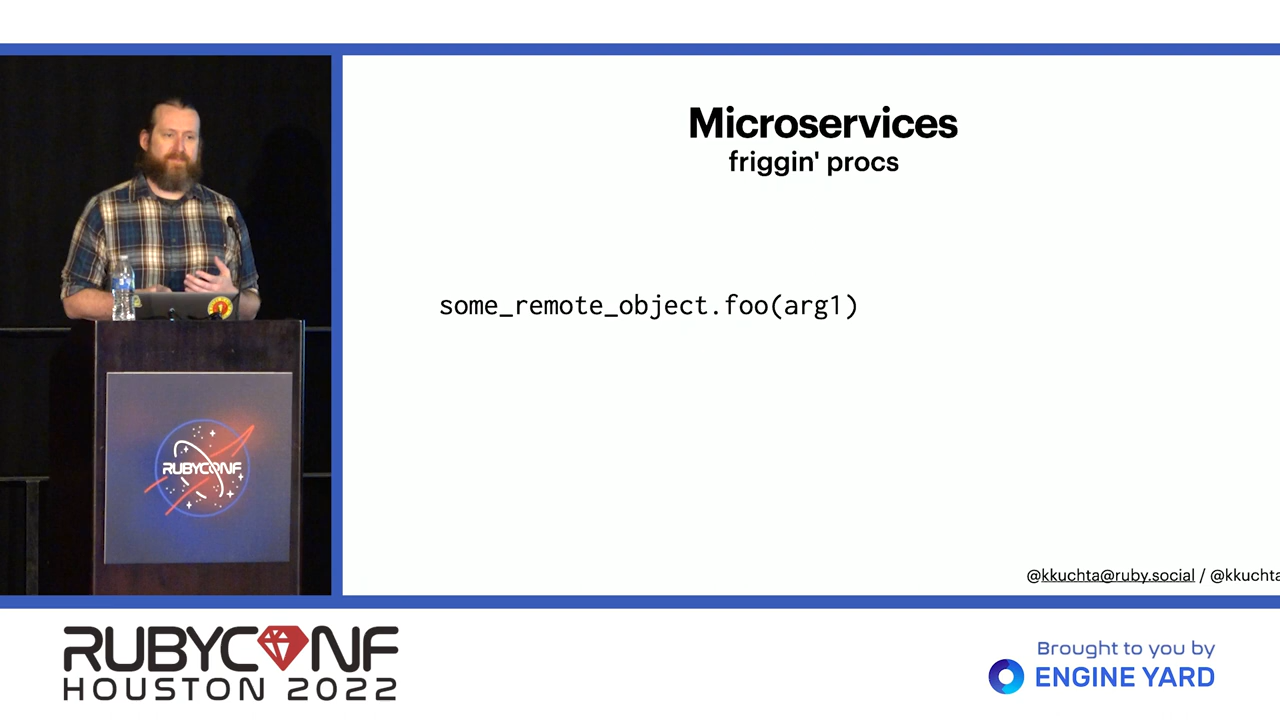 Microservices
friggin' procs
some_remote_object.foo(arg1)
@kkuchta@ruby.social / @kkuchta
RUBYCONF
RUBYCONF
HOUSTON 2022
Brought to you by
ENGINE YARD